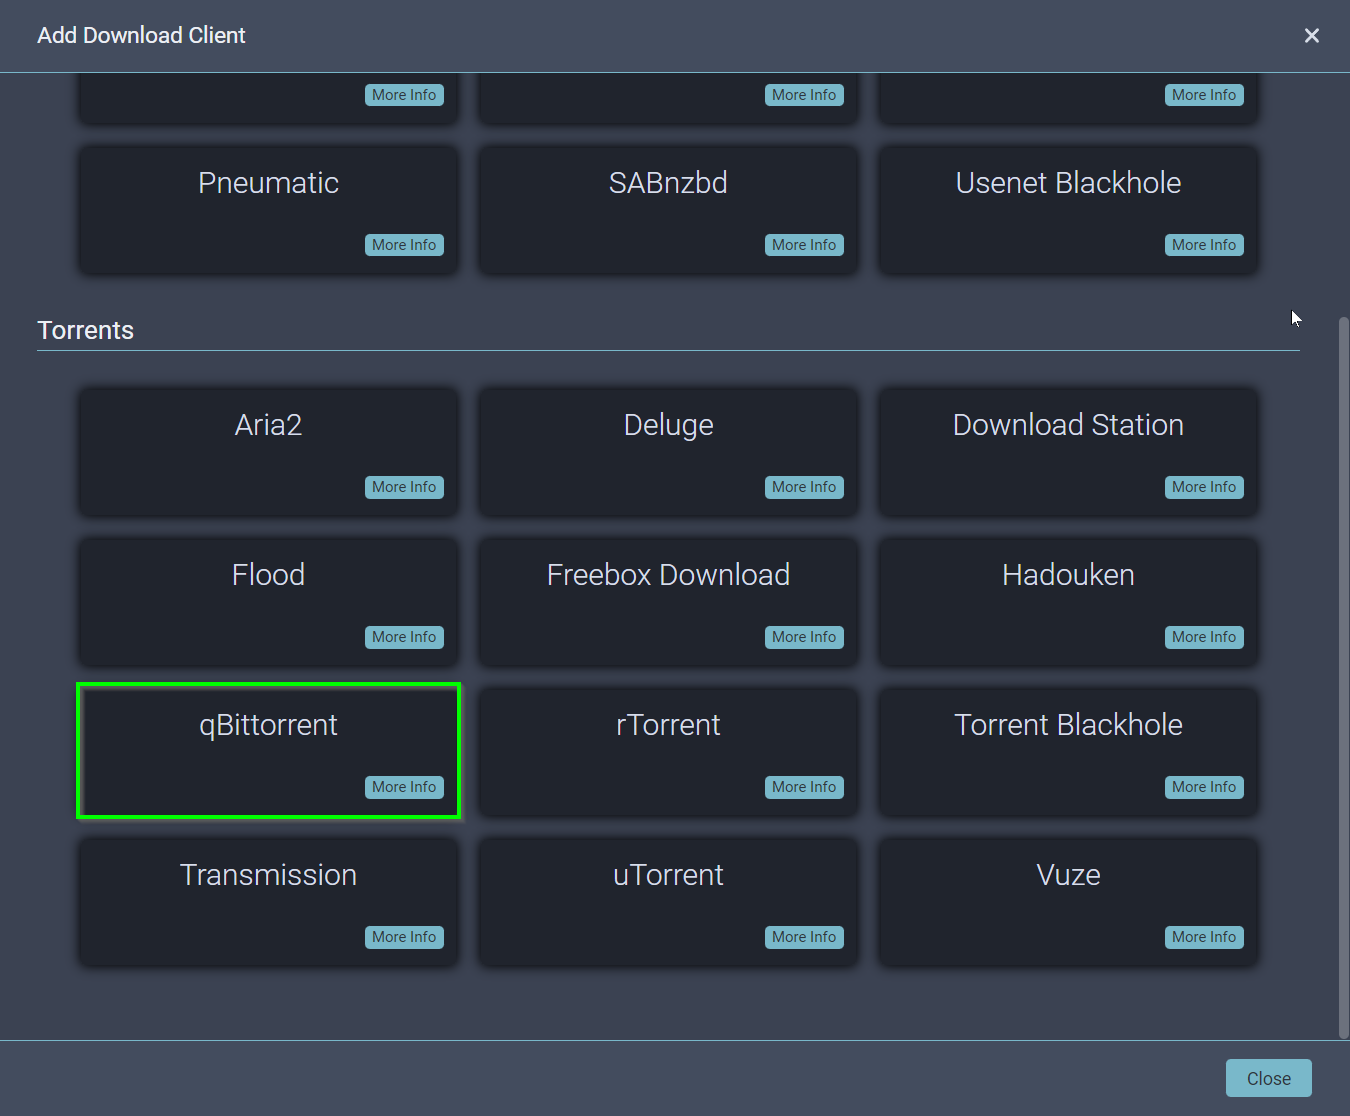 Add Download Client
More Info More Info More Info
Pneumatic SABnzbd Usenet Blackhole
More Info More Info More Info
Torrents
Aria2 Deluge Download Station
More Info More Info More Info
Flood Freebox Download Hadouken
More Info More Info More Info
qBittorrent rTorrent Torrent Blackhole
More Info More Info More Info
Transmission uTorrent Vuze
More Info More Info More Info
Close